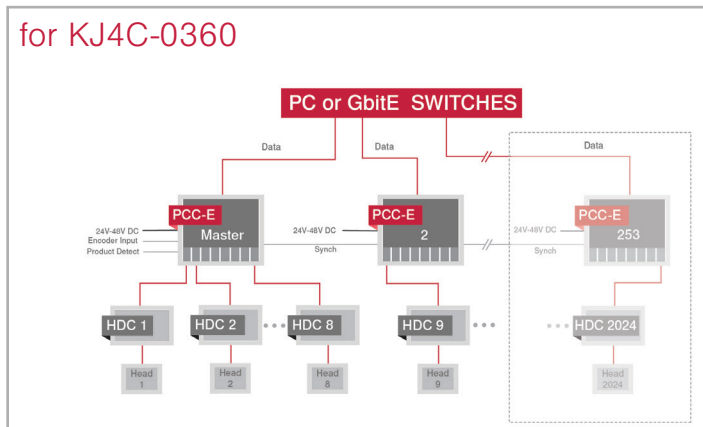 for KJ4C-0360
PC or GbitE SWITCHES
Data
Data
Data
PCC-E
PCC-E
PCC-E
24V-48V DC
Encoder Input
Product Detect
Master
24V-48V DC
Synch
2
24V-48V DC
Synch
253
HDC 1
HDC 2
HDC 8
HDC 9
HDC 2024
Head
1
Head
2
Head
8
Head
9
Head
2024